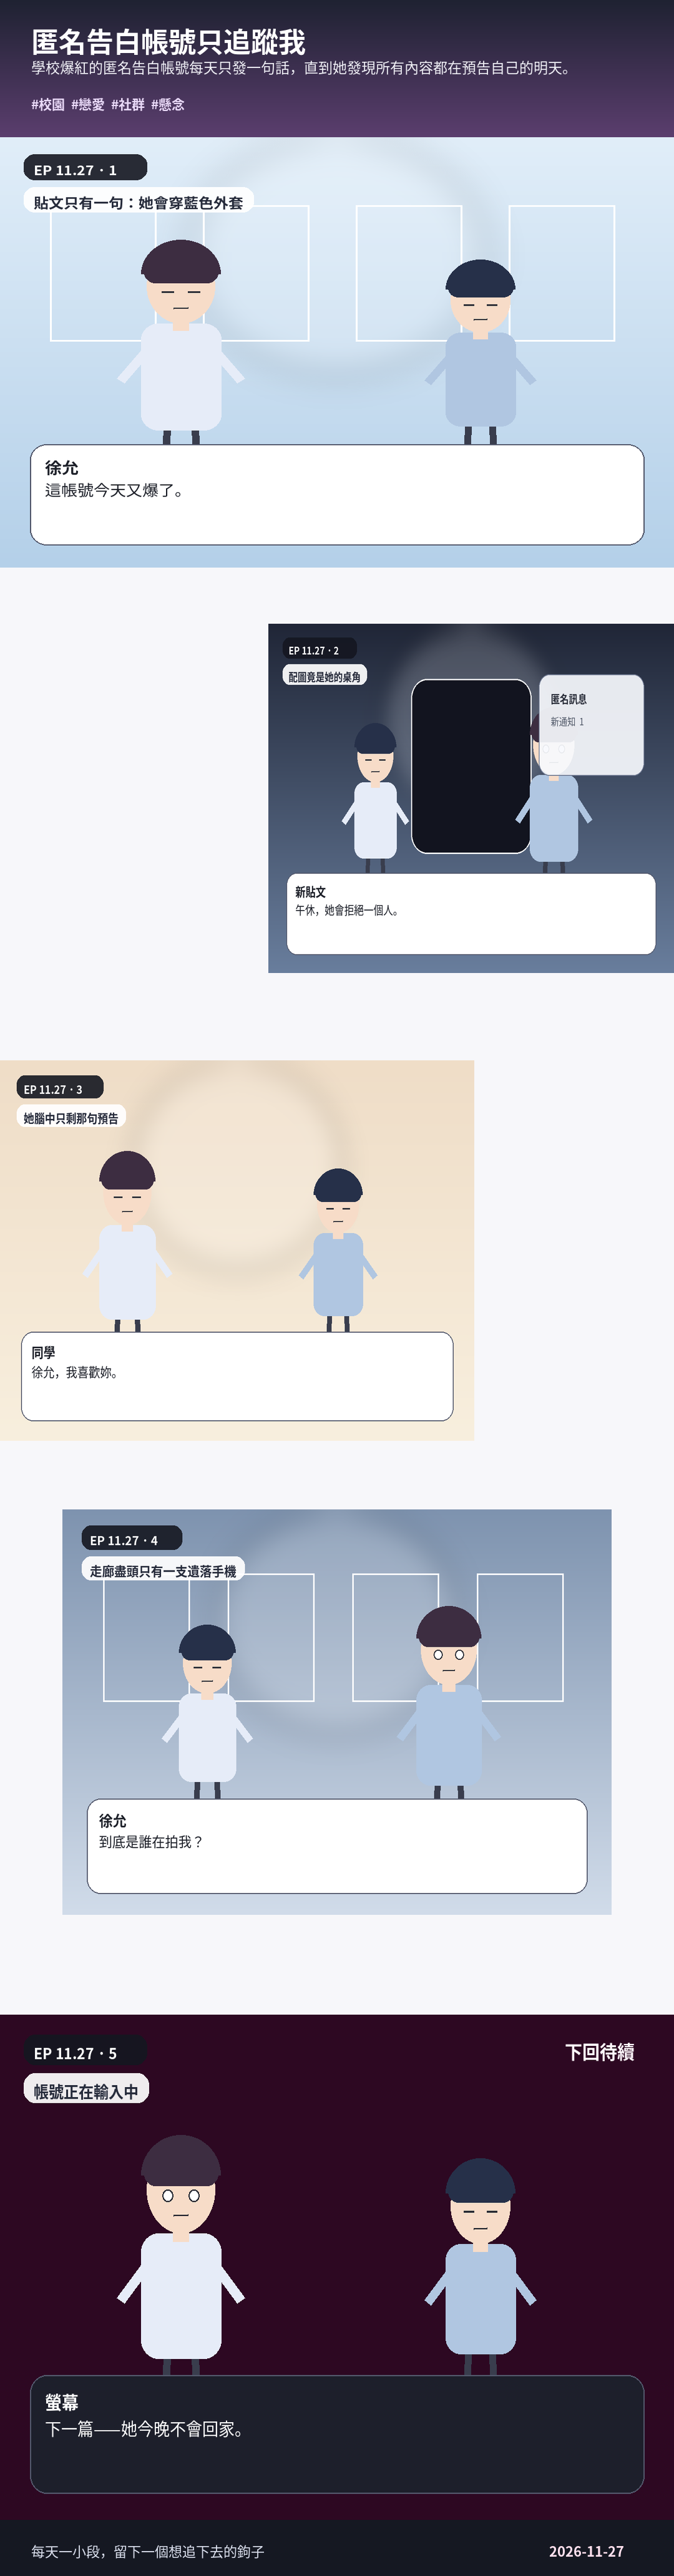 匿名告白帳號只追蹤我
學校爆紅的匿名告白帳號每天只發一句話，直到她發現所有內容都在預告自己的明天。
#校園 #戀愛 #社群 #懸念
EP 11.27・1
貼文只有一句：她會穿藍色外套
徐允
這帳號今天又爆了。
EP 11.27・2
配圖竟是她的桌角
匿名訊息
新通知 1
新貼文
午休，她會拒絕一個人。
EP 11.27・3
她腦中只剩那句預告
同學
徐允，我喜歡妳。
EP 11.27・4
走廊盡頭只有一支遺落手機
徐允
到底是誰在拍我？
EP 11.27・5
下回待續
帳號正在輸入中
螢幕
下一篇——她今晚不會回家。
每天一小段，留下一個想追下去的鉤子
2026-11-27